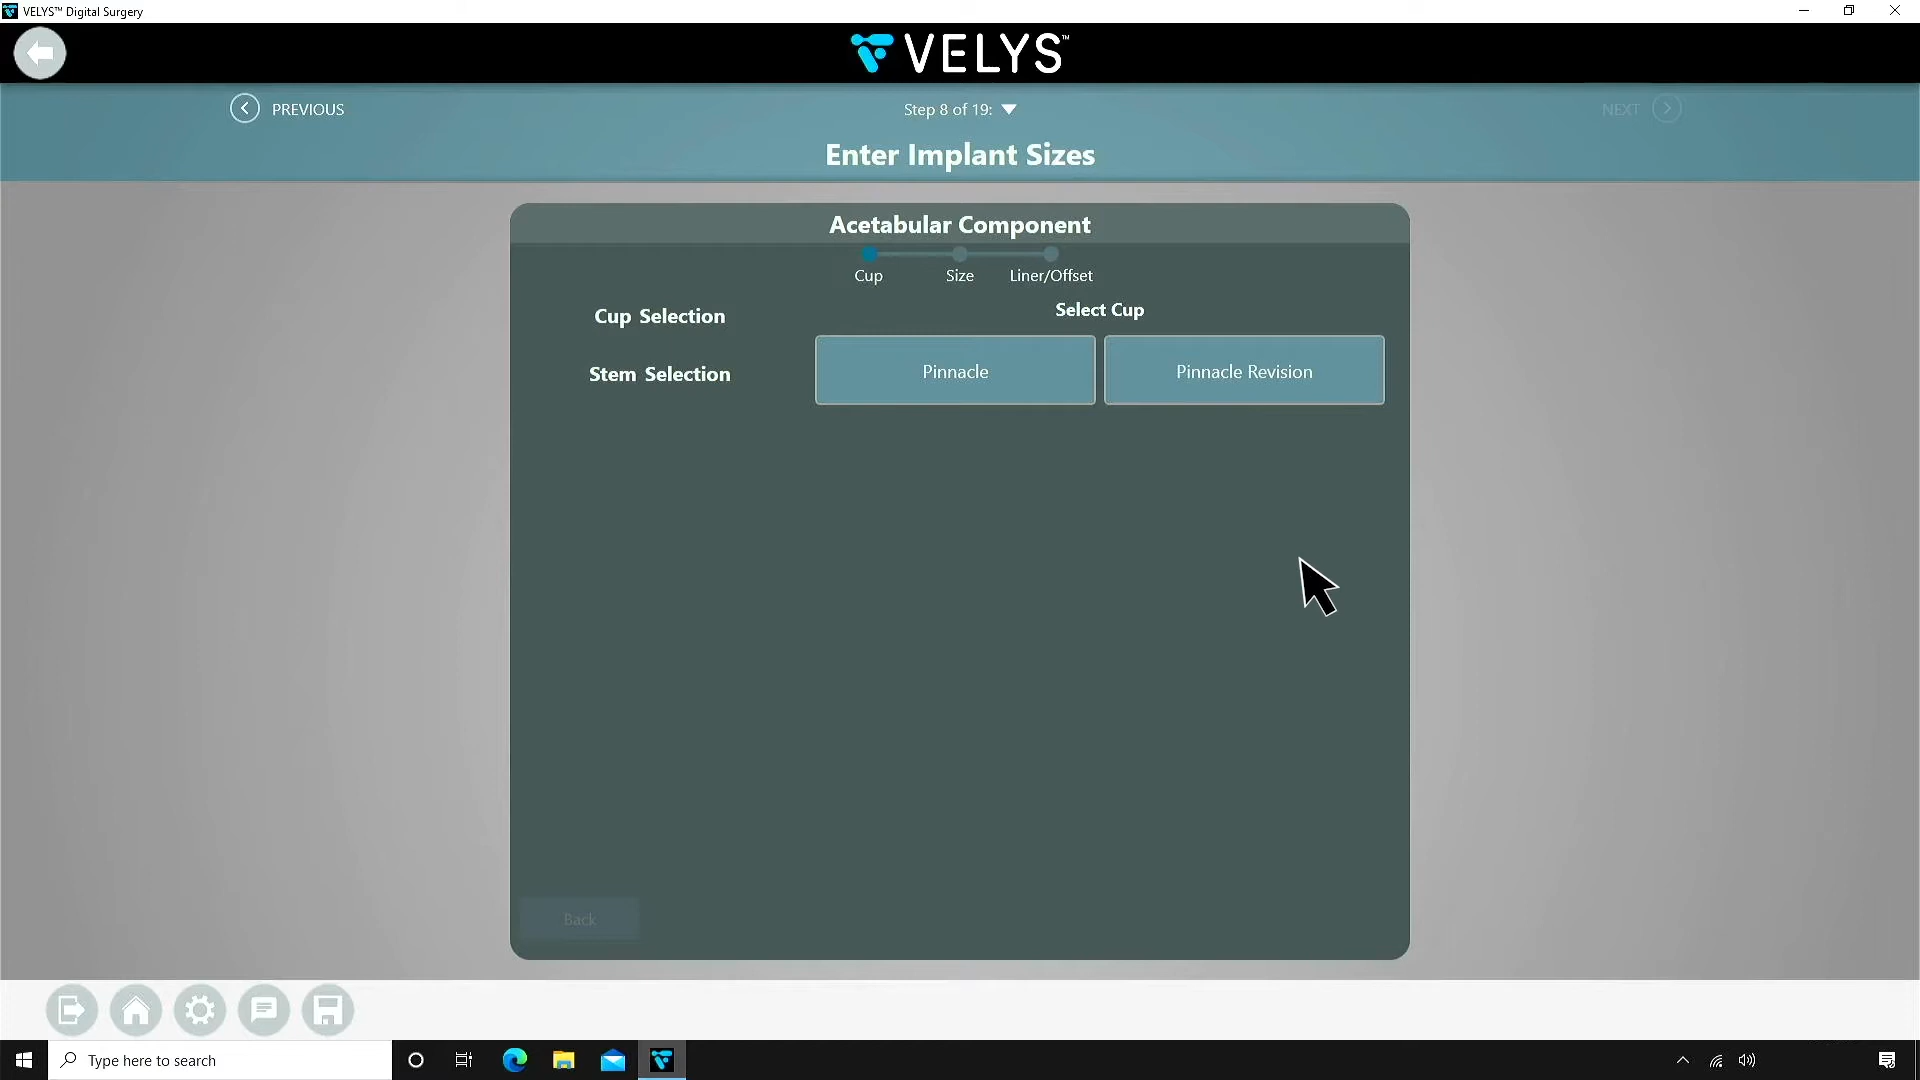 VELYS™ Digital Surgery
VELYS™
PREVIOUS
Step 8 of 19:
NEXT
Enter Implant Sizes
Acetabular Component
Cup Size Liner/Offset
Cup Selection
Select Cup
Stem Selection
Pinnacle
Pinnacle Revision
Back
Type here to search